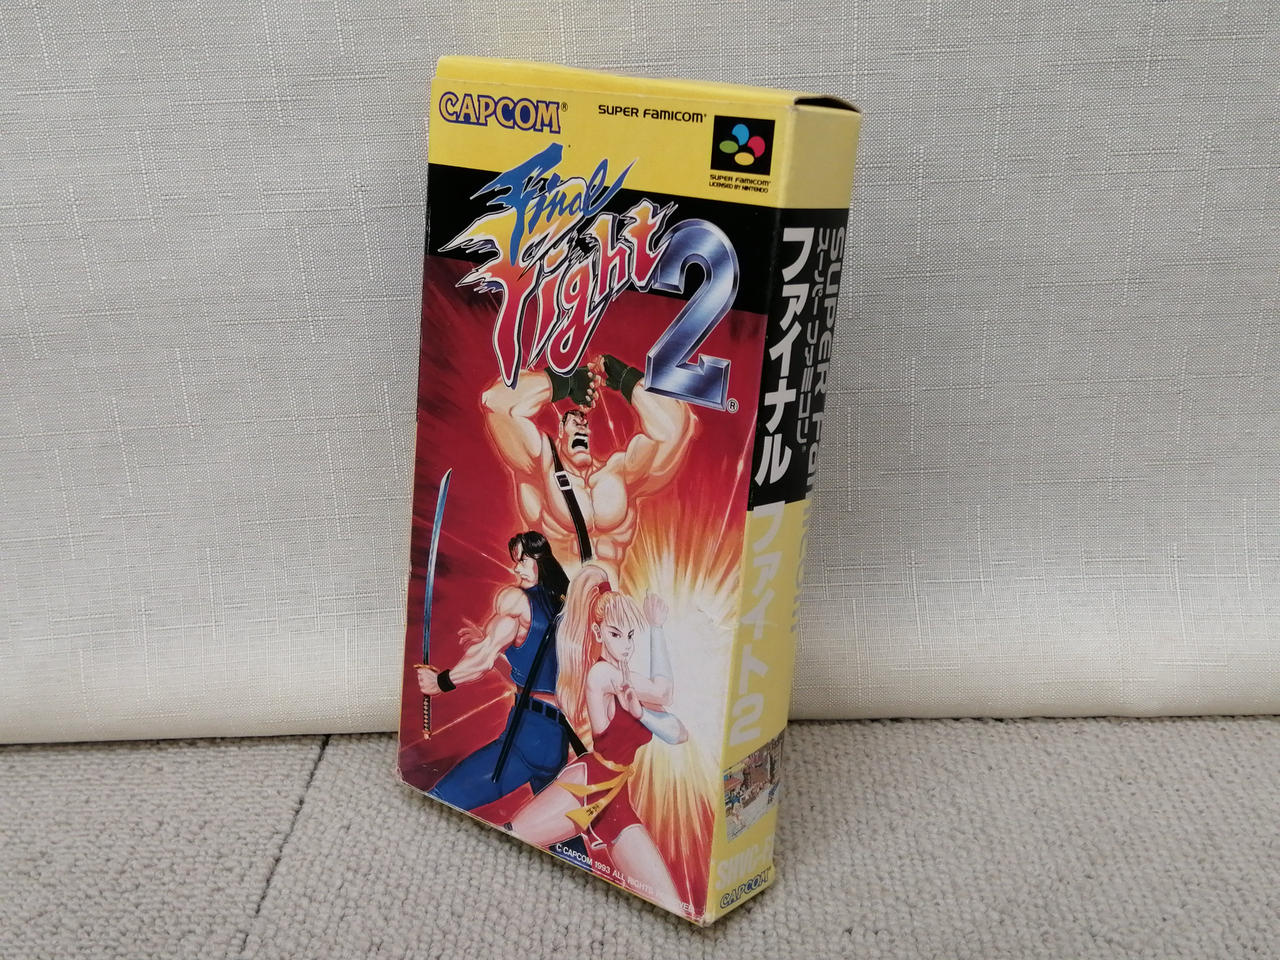 CAPCOM®
SUPER FAMICOM®
SUPER FAMICOM®
LICENSED BY NINTENDO
Final
Fight 2®
C CAPCOM 1993 ALL RIGHTS
SUPER Famicom
スーパー ファミコン®
ファイナル ファイト2
SHVC-
CAPCOM®